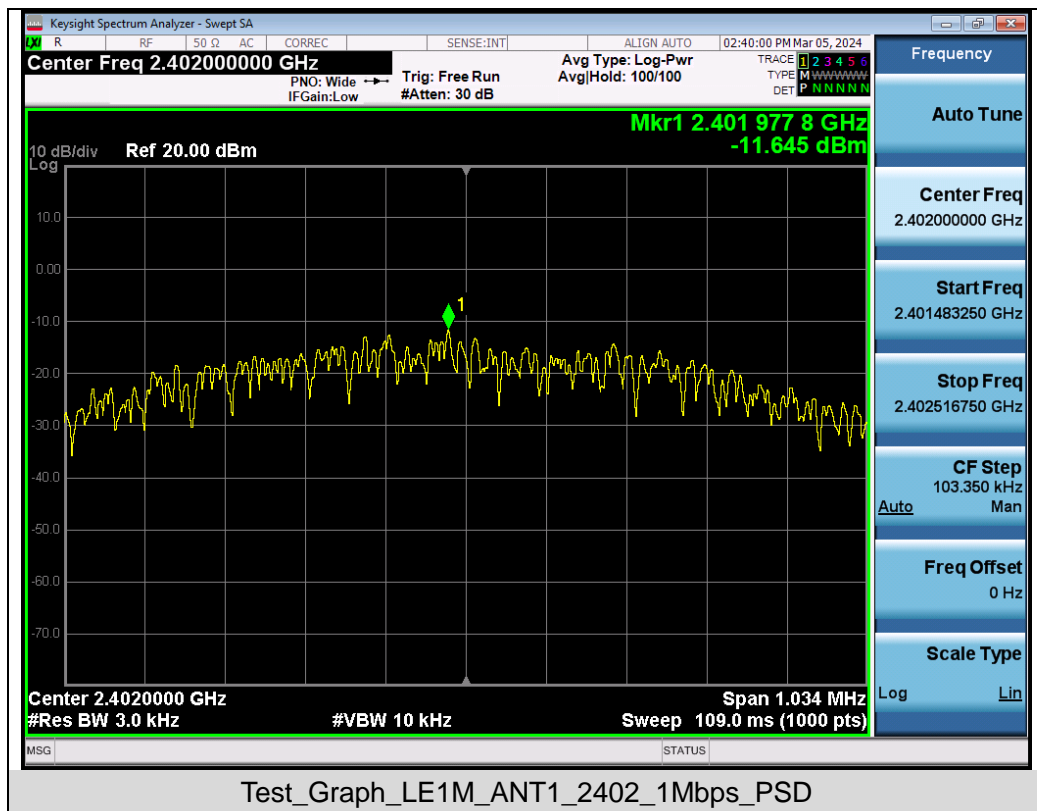 Keysight Spectrum Analyzer - Swept SA
LXI R RF 50 Ω AC CORREC SENSE:INT ALIGN AUTO 02:40:00 PM Mar 05, 2024
Center Freq 2.402000000 GHz
PNO: Wide
IFGain:Low
Trig: Free Run
#Atten: 30 dB
Avg Type: Log-Pwr
Avg|Hold: 100/100
TRACE 1 2 3 4 5 6
TYPE M W W W W W
DET P N N N N N
Mkr1 2.401 977 8 GHz
-11.645 dBm
10 dB/div Ref 20.00 dBm
Log
10.0
0.00
-10.0
-20.0
-30.0
-40.0
-50.0
-60.0
-70.0
1
Center 2.4020000 GHz Span 1.034 MHz
#Res BW 3.0 kHz #VBW 10 kHz Sweep 109.0 ms (1000 pts)
MSG STATUS
Frequency
Auto Tune
Center Freq
2.402000000 GHz
Start Freq
2.401483250 GHz
Stop Freq
2.402516750 GHz
CF Step
103.350 kHz
Auto Man
Freq Offset
0 Hz
Scale Type
Log Lin
Test_Graph_LE1M_ANT1_2402_1Mbps_PSD